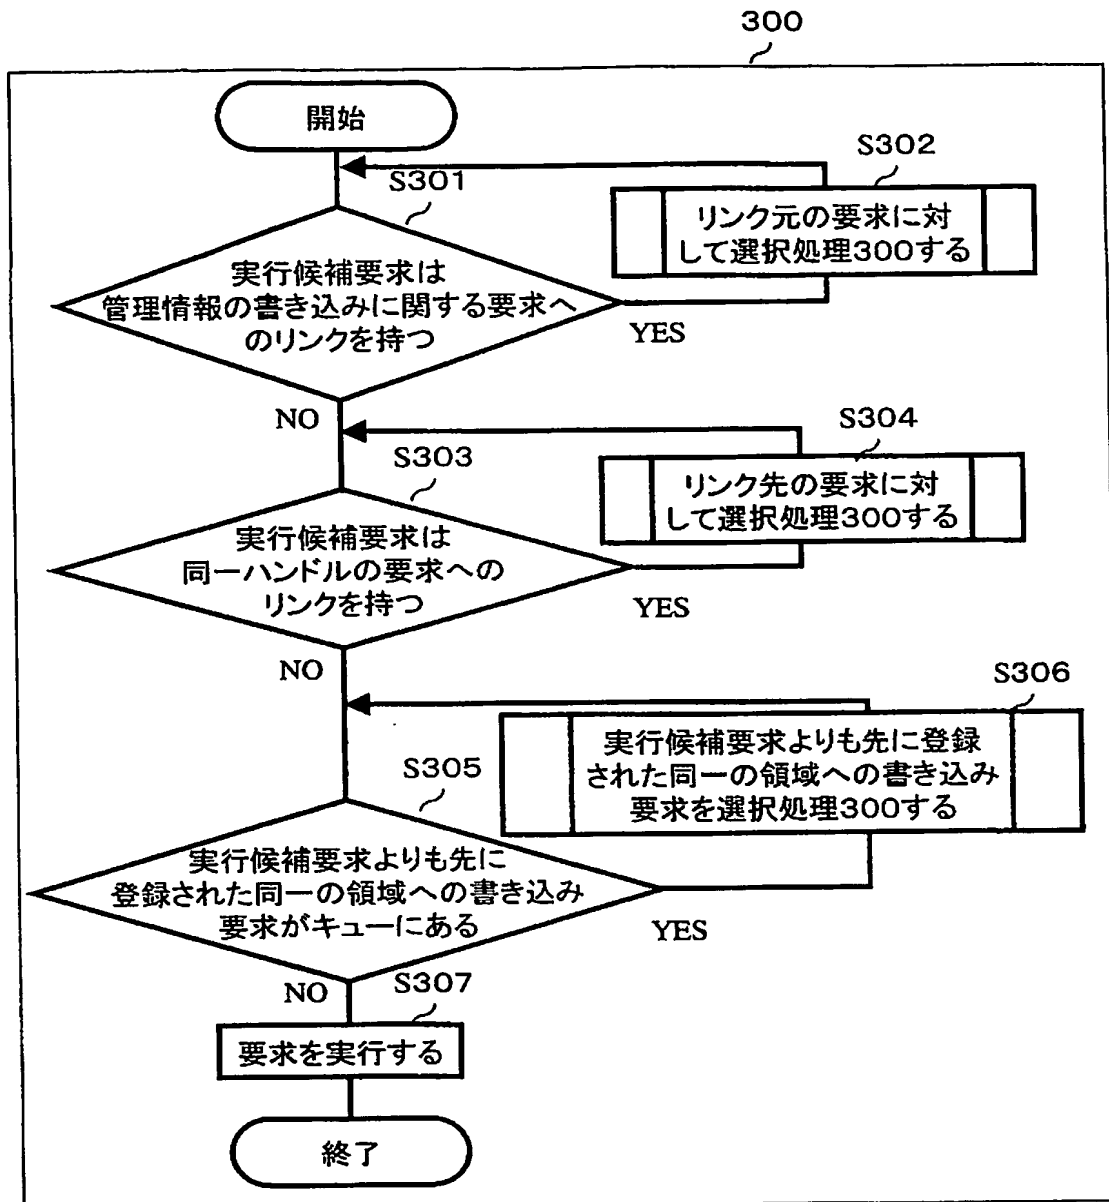 300
開始
S301
S302
リンク元の要求に対
して選択処理300する
実行候補要求は
管理情報の書き込みに関する要求へ
のリンクを持つ
YES
NO
S303
S304
リンク先の要求に対
して選択処理300する
実行候補要求は
同一ハンドルの要求への
リンクを持つ
YES
NO
S305
S306
実行候補要求よりも先に登録
された同一の領域への書き込み
要求を選択処理300する
実行候補要求よりも先に
登録された同一の領域への書き込み
要求がキューにある
YES
NO
S307
要求を実行する
終了